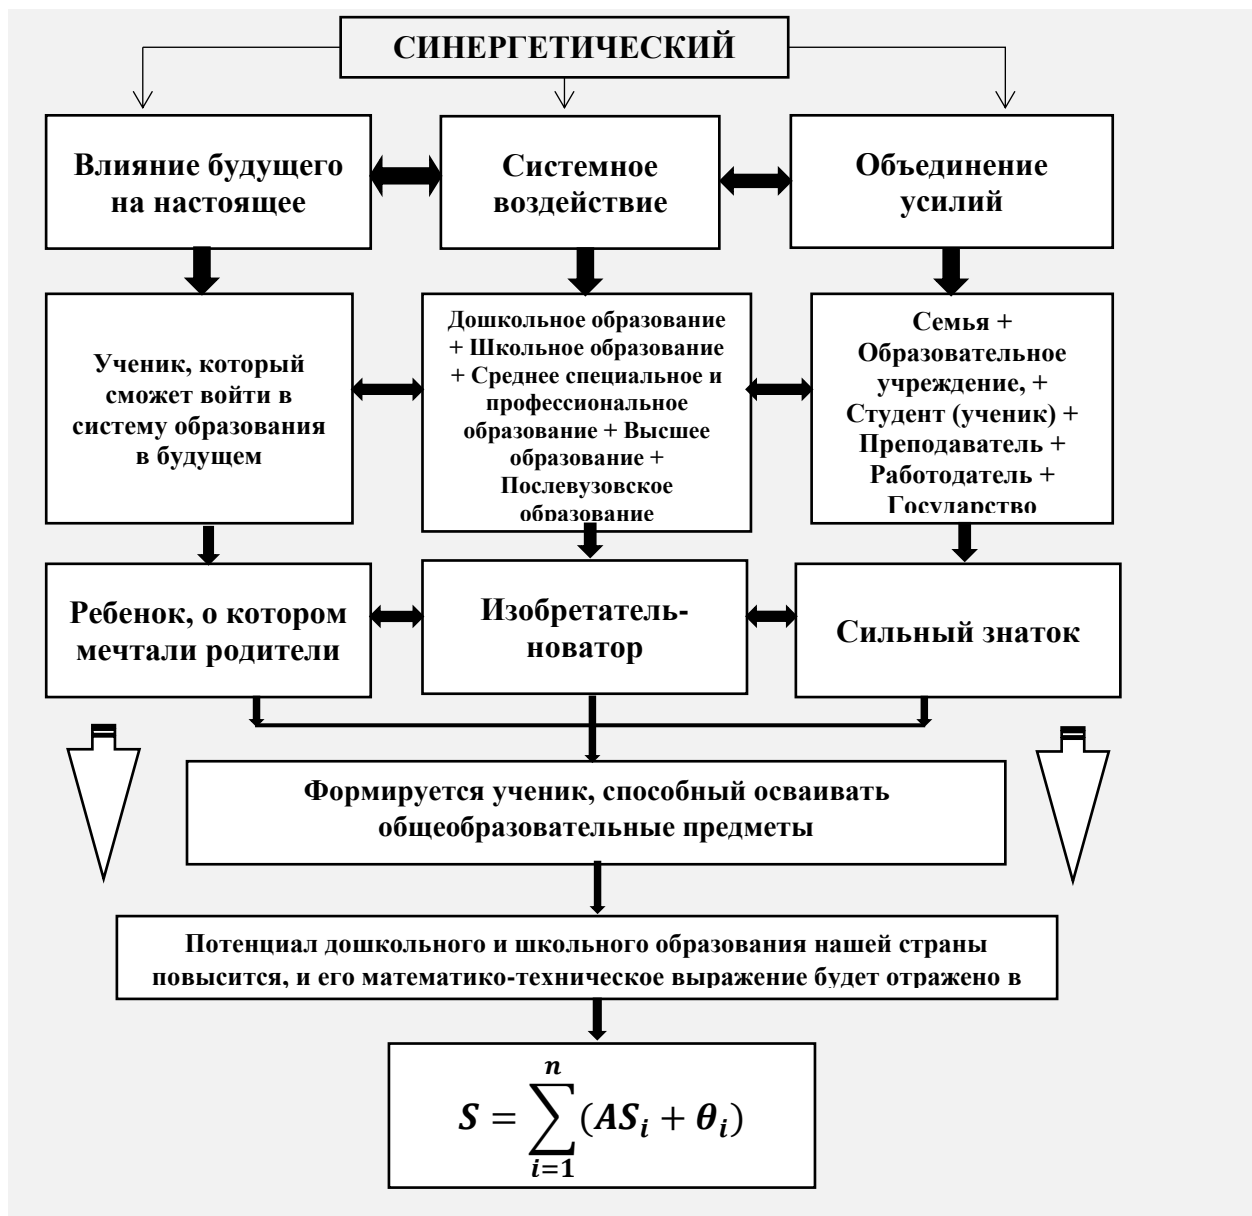 СИНЕРГЕТИЧЕСКИЙ
Влияние будущего
на настоящее
Системное
воздействие
Объединение
усилий
Ученик, который
сможет войти в
систему образования
в будущем
Дошкольное образование
+ Школьное образование
+ Среднее специальное и
профессиональное
образование + Высшее
образование +
Послевузовское
образование
Семья +
Образовательное
учреждение, +
Студент (ученик) +
Преподаватель +
Работодатель +
Государство
Ребенок, о котором
мечтали родители
Изобретатель-
новатор
Сильный знаток
Формируется ученик, способный осваивать
общеобразовательные предметы
Потенциал дошкольного и школьного образования нашей страны
повысится, и его математико-техническое выражение будет отражено в
S = ∑_{i=1}^{n} (AS_i + θ_i)